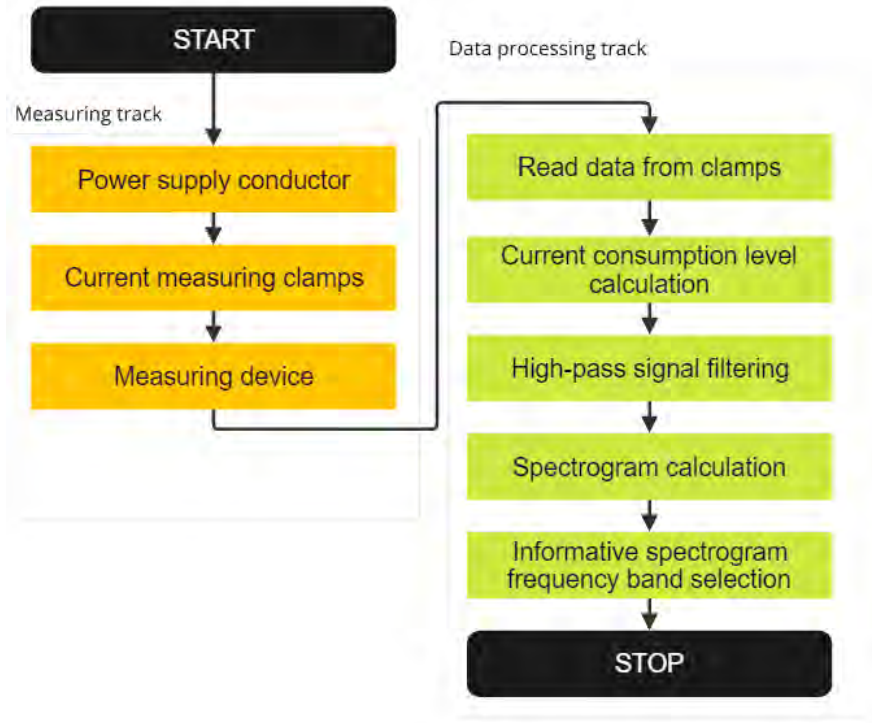 START
Measuring track
Power supply conductor
Current measuring clamps
Measuring device
Data processing track
Read data from clamps
Current consumption level
calculation
High-pass signal filtering
Spectrogram calculation
Informative spectrogram
frequency band selection
STOP